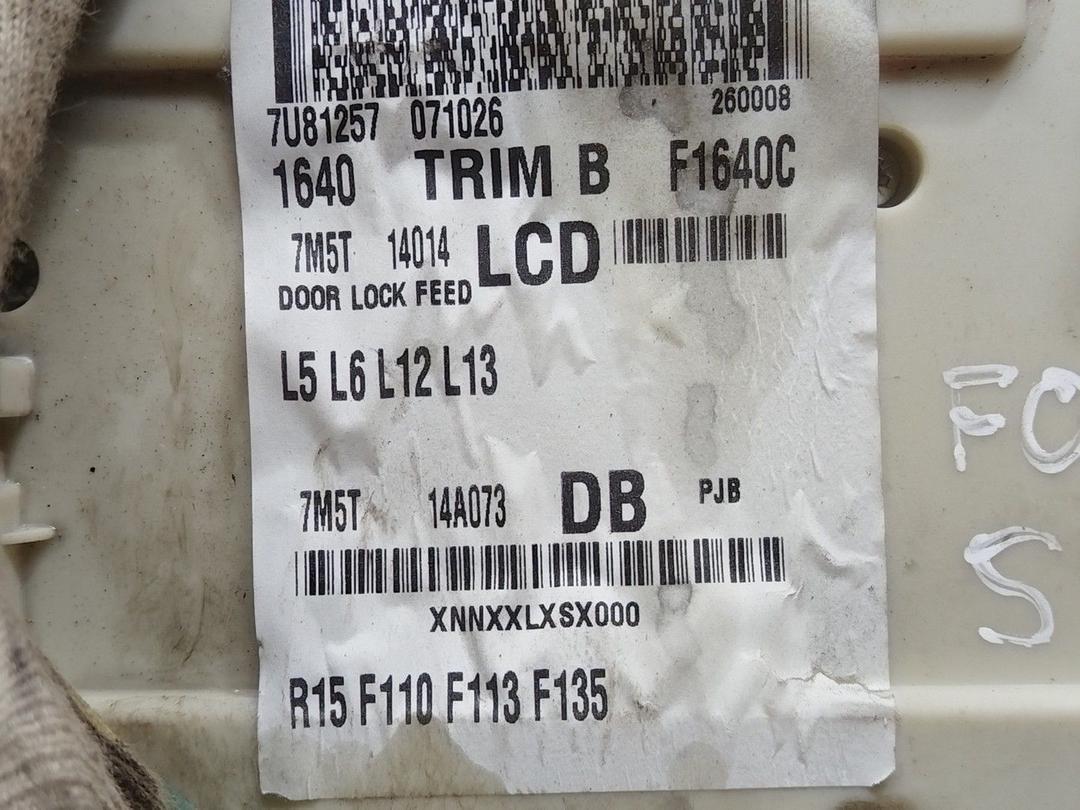 260008
7U81257 071026
1640 TRIM B F1640C
7M5T 14014 LCD
DOOR LOCK FEED
L5 L6 L12 L13
FO
7M5T 14A073 DB PJB
S
XNNXXLXSX000
R15 F110 F113 F135